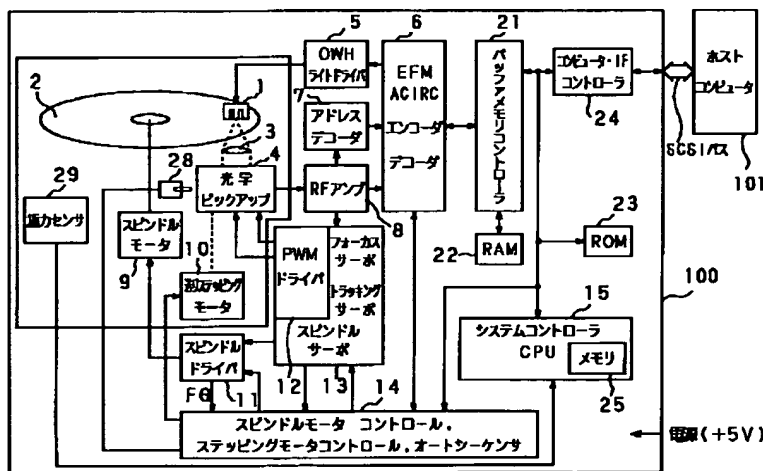 5
6
21
OWH
ライトドライバ
EFM
ACIRC
エンコーダ
デコーダ
バッファメモリコントローラ
コンピュータ・IF
コントローラ
24
ホスト
コンピュータ
101
SCSIバス
2
1
7
アドレス
デコーダ
3
4
28
光学
ピックアップ
RFアンプ
8
29
センサ
スピンドル
モータ
9
10
ステッピング
モータ
PWM
ドライバ
フォーカス
サーボ
トラッキング
サーボ
スピンドル
サーボ
22
RAM
23
ROM
100
15
システムコントローラ
CPU
メモリ
25
スピンドル
ドライバ
11
12
13
14
FG
スピンドルモータ コントロール,
ステッピングモータコントロール,オートシーケンサ
電源(+5V)